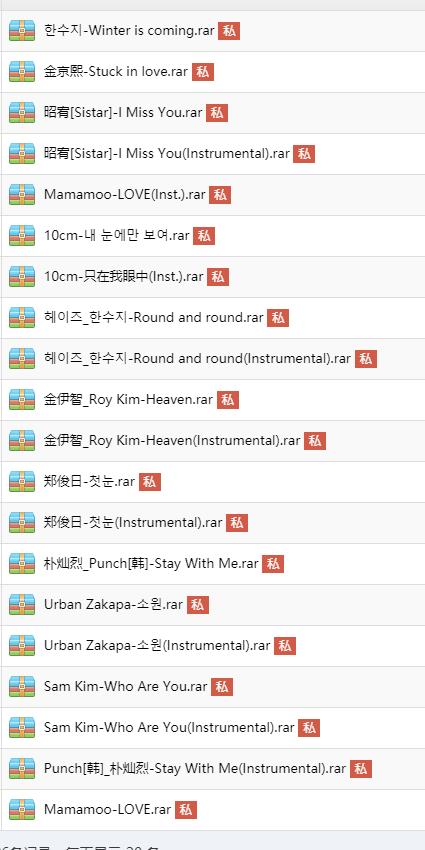 한수지-Winter is coming.rar 私
金京熙-Stuck in love.rar 私
昭宥[Sistar]-I Miss You.rar 私
昭宥[Sistar]-I Miss You(Instrumental).rar 私
Mamamoo-LOVE(Inst.).rar 私
10cm-내 눈에만 보여.rar 私
10cm-只在我眼中(Inst.).rar 私
헤이즈_한수지-Round and round.rar 私
헤이즈_한수지-Round and round(Instrumental).rar 私
金伊智_Roy Kim-Heaven.rar 私
金伊智_Roy Kim-Heaven(Instrumental).rar 私
郑俊日-첫눈.rar 私
郑俊日-첫눈(Instrumental).rar 私
朴灿烈_Punch[韩]-Stay With Me.rar 私
Urban Zakapa-소원.rar 私
Urban Zakapa-소원(Instrumental).rar 私
Sam Kim-Who Are You.rar 私
Sam Kim-Who Are You(Instrumental).rar 私
Punch[韩]_朴灿烈-Stay With Me(Instrumental).rar 私
Mamamoo-LOVE.rar 私